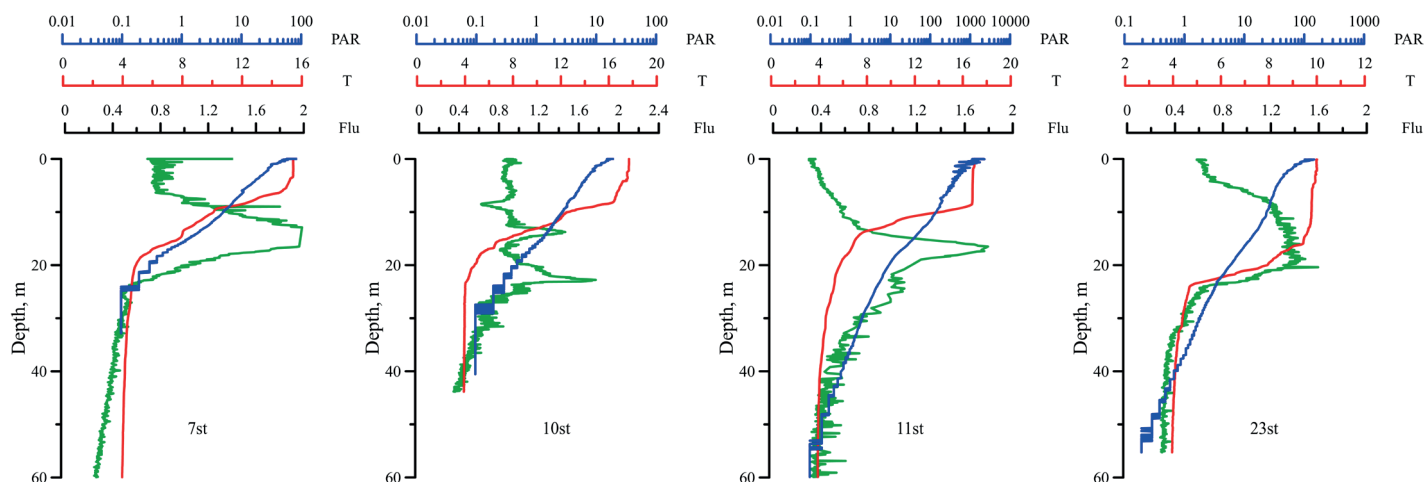 0.01 0.1 1 10 100 PAR
0 4 8 12 16 T
0 0.4 0.8 1.2 1.6 2 Flu
0
20
40
60
Depth, m
7st
0.01 0.1 1 10 100 PAR
0 4 8 12 16 20 T
0 0.4 0.8 1.2 1.6 2 2.4 Flu
0
20
40
60
Depth, m
10st
0.01 0.1 1 10 100 1000 10000 PAR
0 4 8 12 16 20 T
0 0.4 0.8 1.2 1.6 2 Flu
0
20
40
60
Depth, m
11st
0.1 1 10 100 1000 PAR
2 4 6 8 10 12 T
0 0.4 0.8 1.2 1.6 2 Flu
0
20
40
60
Depth, m
23st